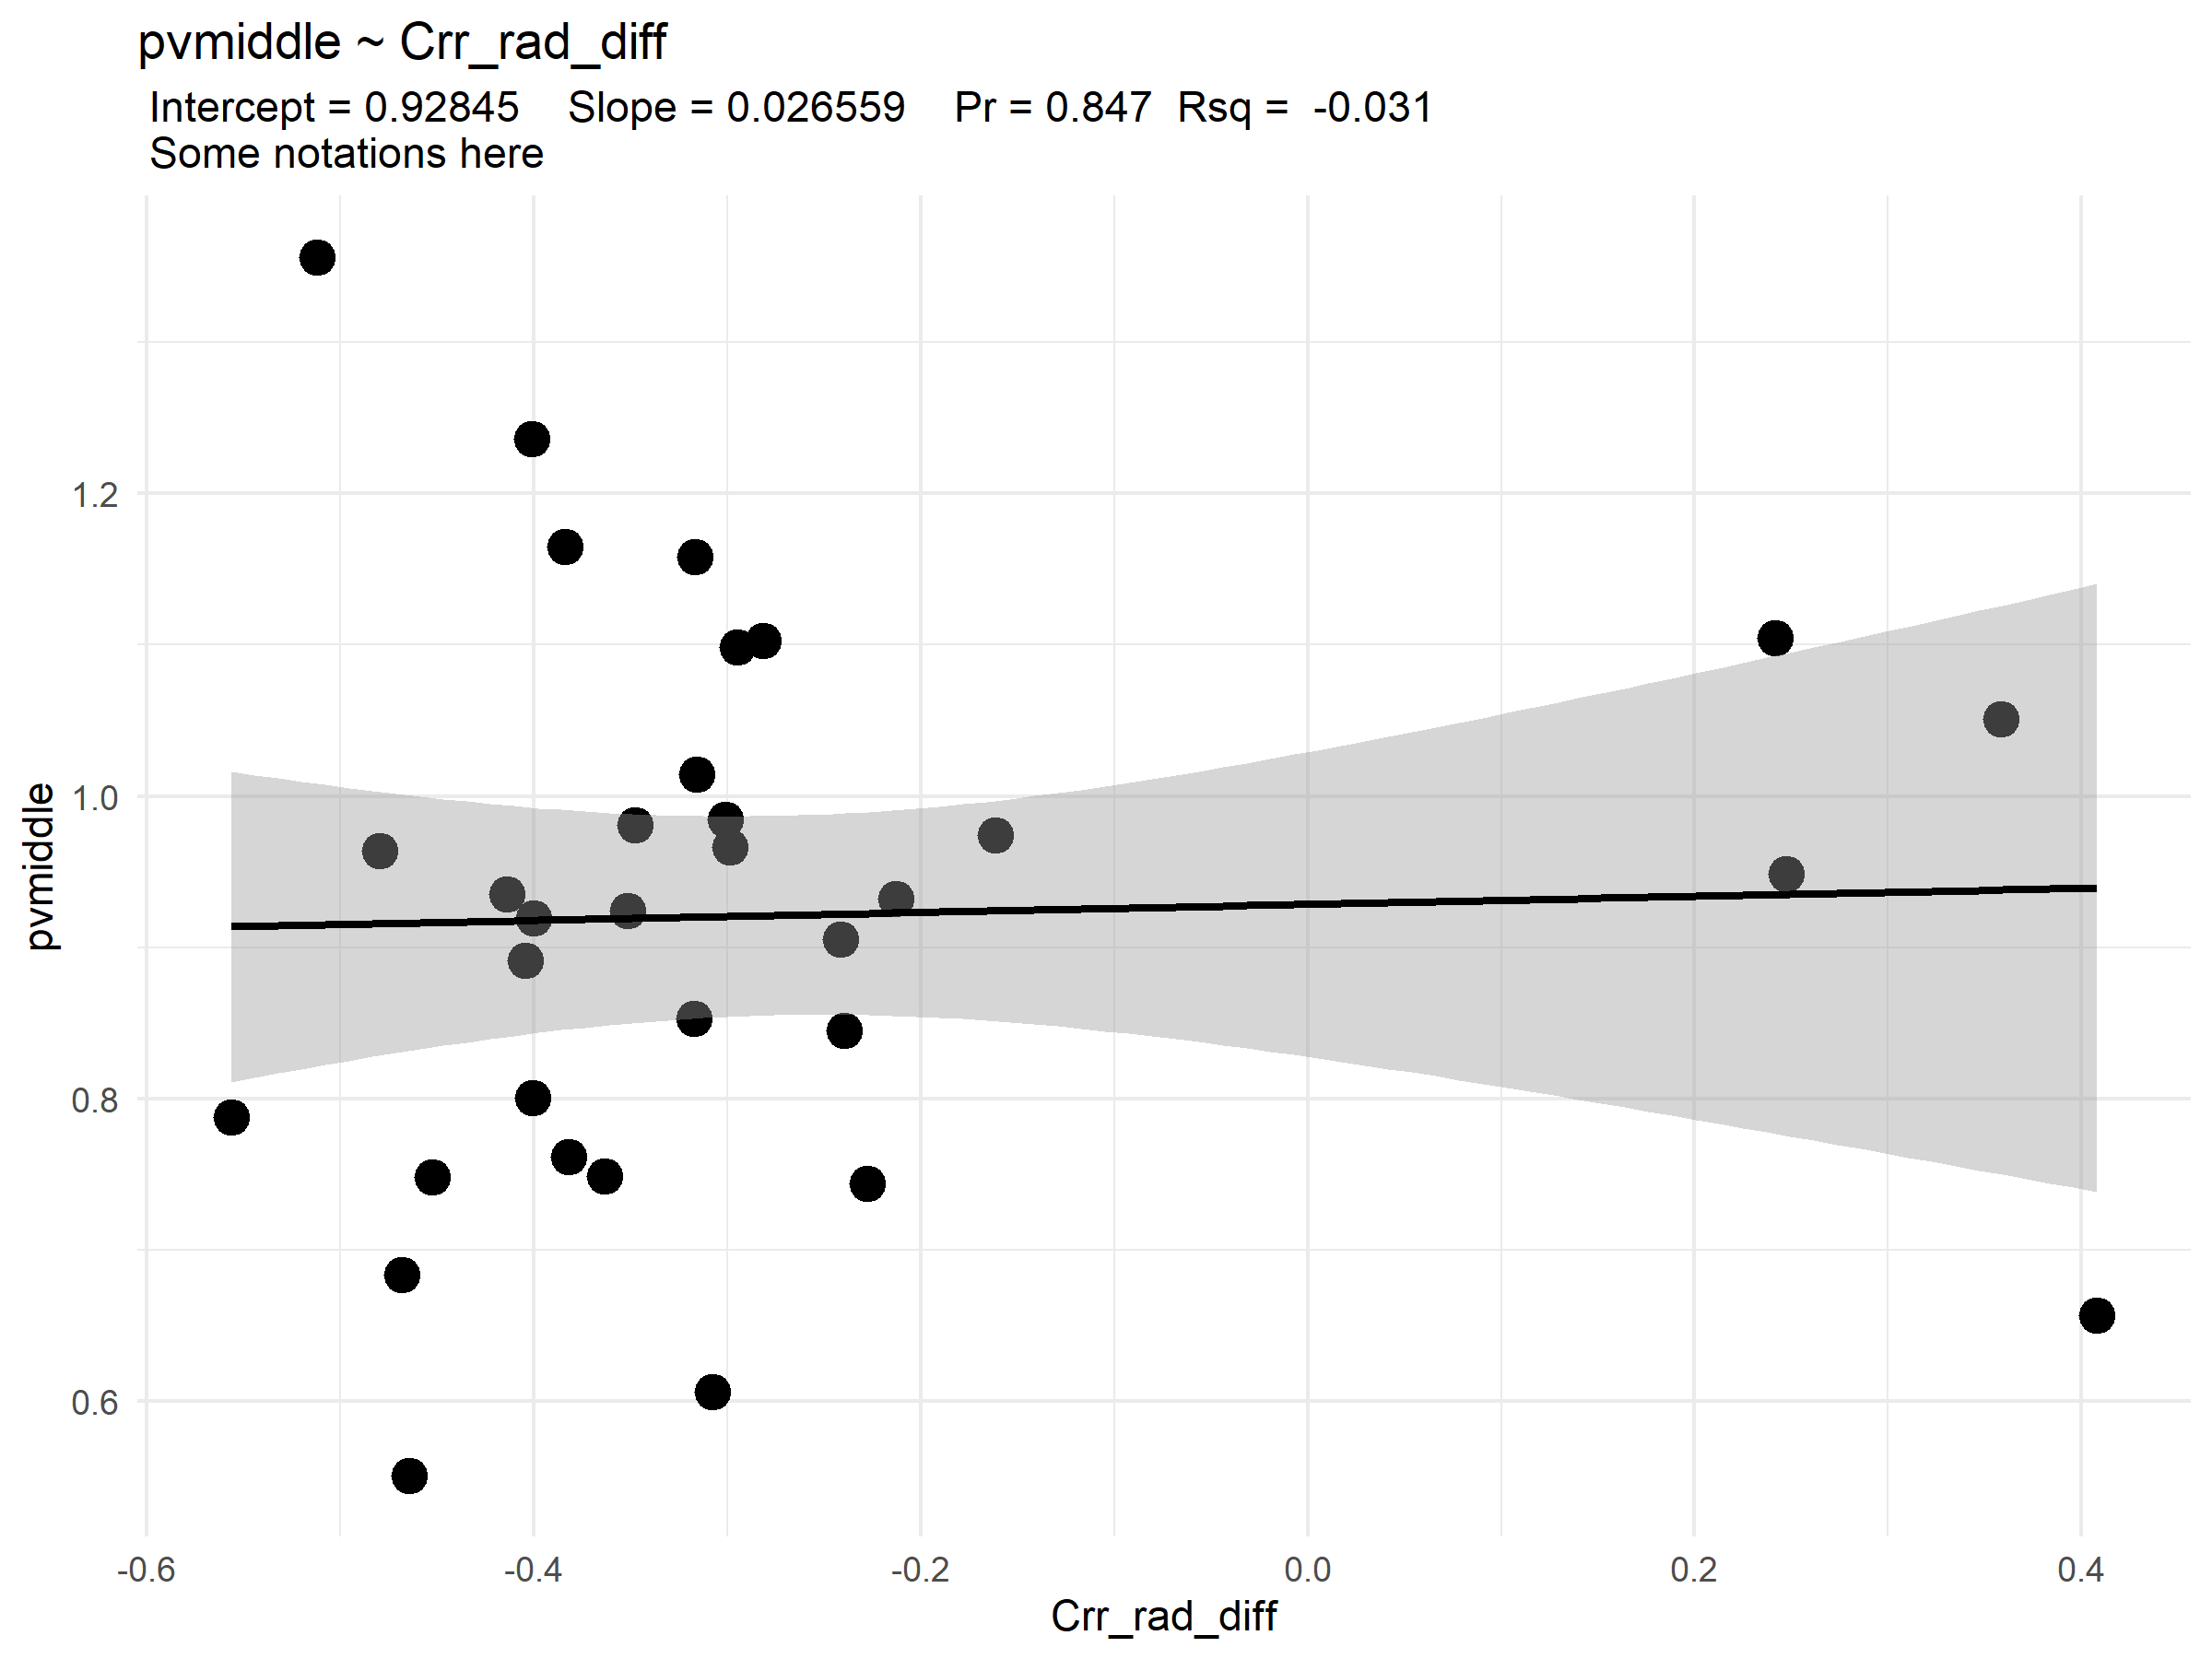 pvmiddle ~ Crr_rad_diff
Intercept = 0.92845 Slope = 0.026559 Pr = 0.847 Rsq = -0.031
Some notations here
pvmiddle
1.2
1.0
0.8
0.6
-0.6 -0.4 -0.2 0.0 0.2 0.4
Crr_rad_diff